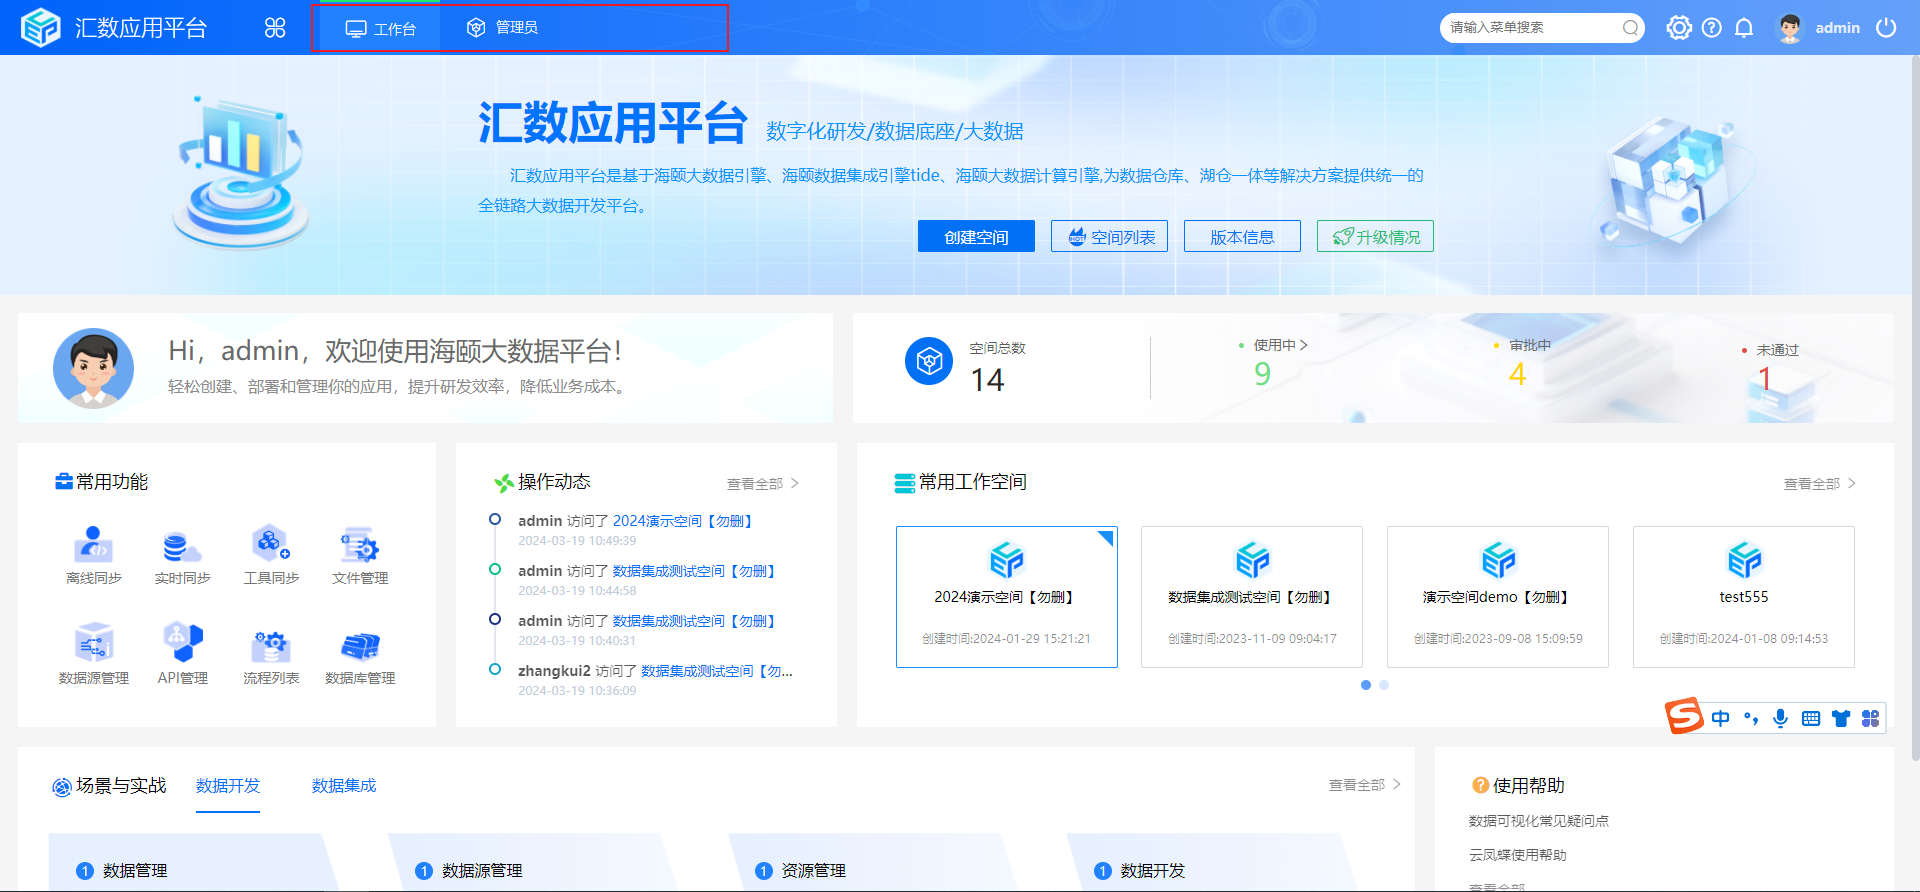 汇数应用平台
工作台
管理员
请输入菜单搜索
admin
汇数应用平台 数字化研发/数据底座/大数据
汇数应用平台是基于海颐大数据引擎、海颐数据集成引擎tide、海颐大数据计算引擎,为数据仓库、湖仓一体等解决方案提供统一的
全链路大数据开发平台。
创建空间
HOT
空间列表
版本信息
升级情况
Hi，admin，欢迎使用海颐大数据平台！
轻松创建、部署和管理你的应用，提升研发效率，降低业务成本。
空间总数
14
使用中
9
审批中
4
未通过
1
常用功能
离线同步
实时同步
工具同步
文件管理
数据源管理
API管理
流程列表
数据库管理
操作动态
查看全部
admin 访问了 2024演示空间【勿删】
2024-03-19 10:49:39
admin 访问了 数据集成测试空间【勿删】
2024-03-19 10:44:58
admin 访问了 数据集成测试空间【勿删】
2024-03-19 10:40:31
zhangkui2 访问了 数据集成测试空间【勿...
2024-03-19 10:36:09
常用工作空间
查看全部
2024演示空间【勿删】
创建时间:2024-01-29 15:21:21
数据集成测试空间【勿删】
创建时间:2023-11-09 09:04:17
演示空间demo【勿删】
创建时间:2023-09-08 15:09:59
test555
创建时间:2024-01-08 09:14:53
中
场景与实战
数据开发
数据集成
查看全部
1 数据管理
1 数据源管理
1 资源管理
1 数据开发
使用帮助
数据可视化常见疑问点
云凤蝶使用帮助
查看全部